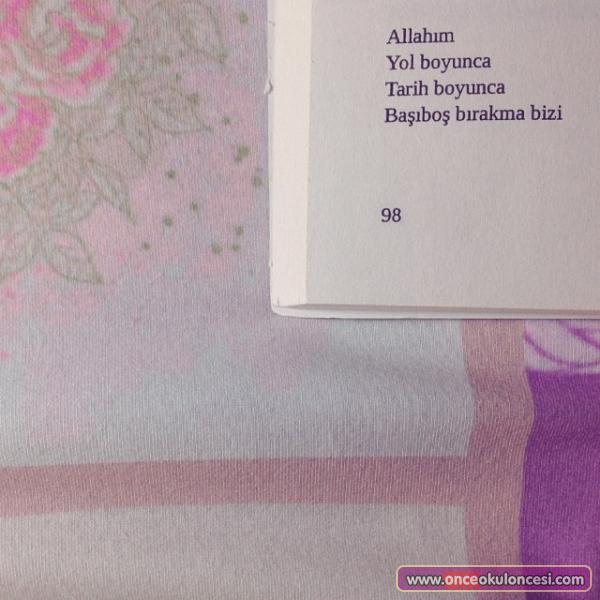 Allahım
Yol boyunca
Tarih boyunca
Başıboş bırakma bizi
98
www.onceokuloncesi.com